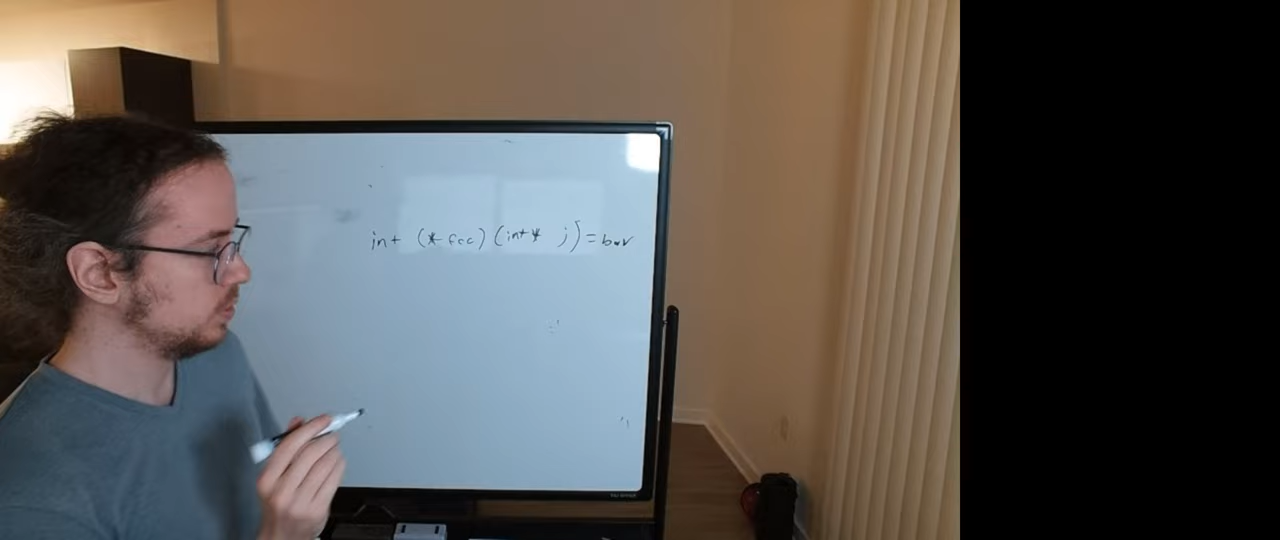 int (*foo) (int* j) = bar